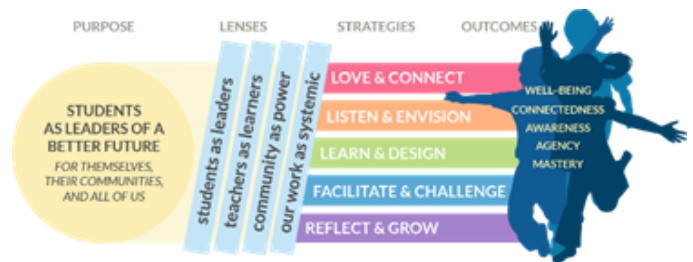 PURPOSE
LENSES
STRATEGIES
OUTCOMES
STUDENTS
AS LEADERS OF A
BETTER FUTURE
FOR THEMSELVES,
THEIR COMMUNITIES,
AND ALL OF US
students as leaders
teachers as learners
community as power
our work as systemic
LOVE & CONNECT
LISTEN & ENVISION
LEARN & DESIGN
FACILITATE & CHALLENGE
REFLECT & GROW
WELL-BEING
CONNECTEDNESS
AWARENESS
AGENCY
MASTERY